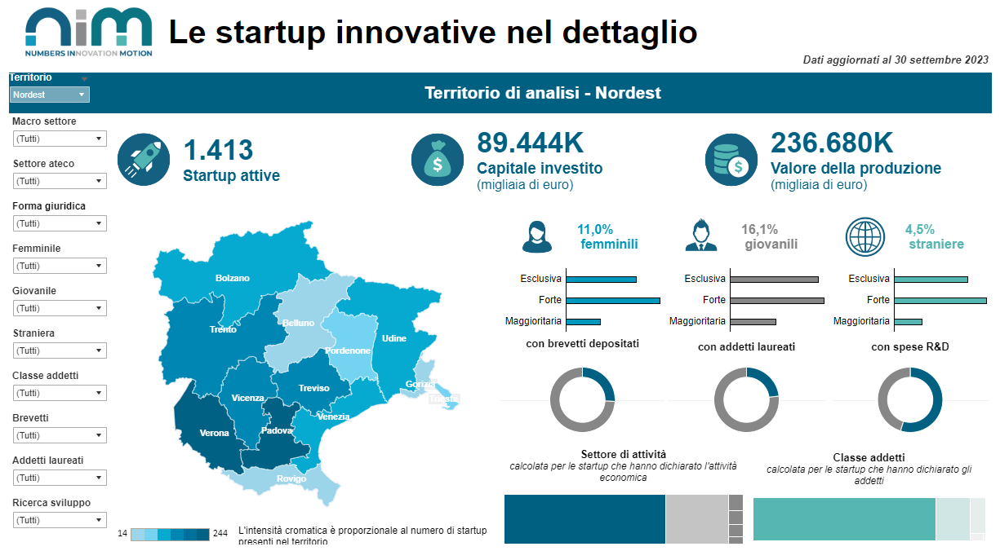 nim
NUMBERS INNOVATION MOTION
Le startup innovative nel dettaglio
Dati aggiornati al 30 settembre 2023
Territorio
Nordest
Territorio di analisi - Nordest
Macro settore
(Tutti)
Settore ateco
(Tutti)
Forma giuridica
(Tutti)
Femminile
(Tutti)
Giovanile
(Tutti)
Straniera
(Tutti)
Classe addetti
(Tutti)
Brevetti
(Tutti)
Addetti laureati
(Tutti)
Ricerca sviluppo
(Tutti)
1.413
Startup attive
89.444K
Capitale investito
(migliaia di euro)
236.680K
Valore della produzione
(migliaia di euro)
Bolzano
Trento
Belluno
Pordenone
Udine
Gorizia
Trieste
Treviso
Vicenza
Venezia
Verona
Padova
Rovigo
14
244
L'intensità cromatica è proporzionale al numero di startup
presenti nel territorio
11,0%
femminili
Esclusiva
Forte
Maggioritaria
16,1%
giovanili
Esclusiva
Forte
Maggioritaria
4,5%
straniere
Esclusiva
Forte
Maggioritaria
con brevetti depositati
con addetti laureati
con spese R&D
Settore di attività
calcolata per le startup che hanno dichiarato l'attività
economica
Classe addetti
calcolata per le startup che hanno dichiarato gli
addetti